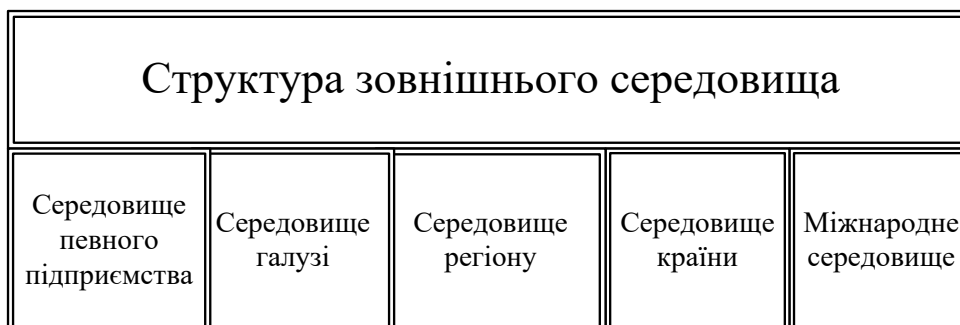 Структура зовнішнього середовища
Середовище
певного
підприємства
Середовище
галузі
Середовище
регіону
Середовище
країни
Міжнародне
середовище